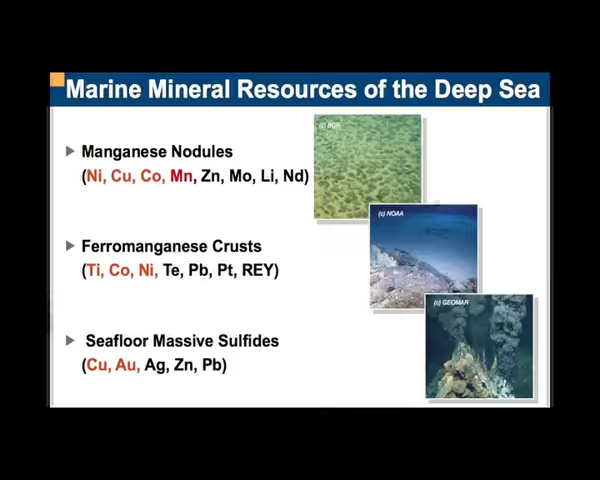 Marine Mineral Resources of the Deep Sea
(c) BGR
Manganese Nodules
(Ni, Cu, Co, Mn, Zn, Mo, Li, Nd)
(c) NOAA
Ferromanganese Crusts
(Ti, Co, Ni, Te, Pb, Pt, REY)
(c) GEOMAR
Seafloor Massive Sulfides
(Cu, Au, Ag, Zn, Pb)